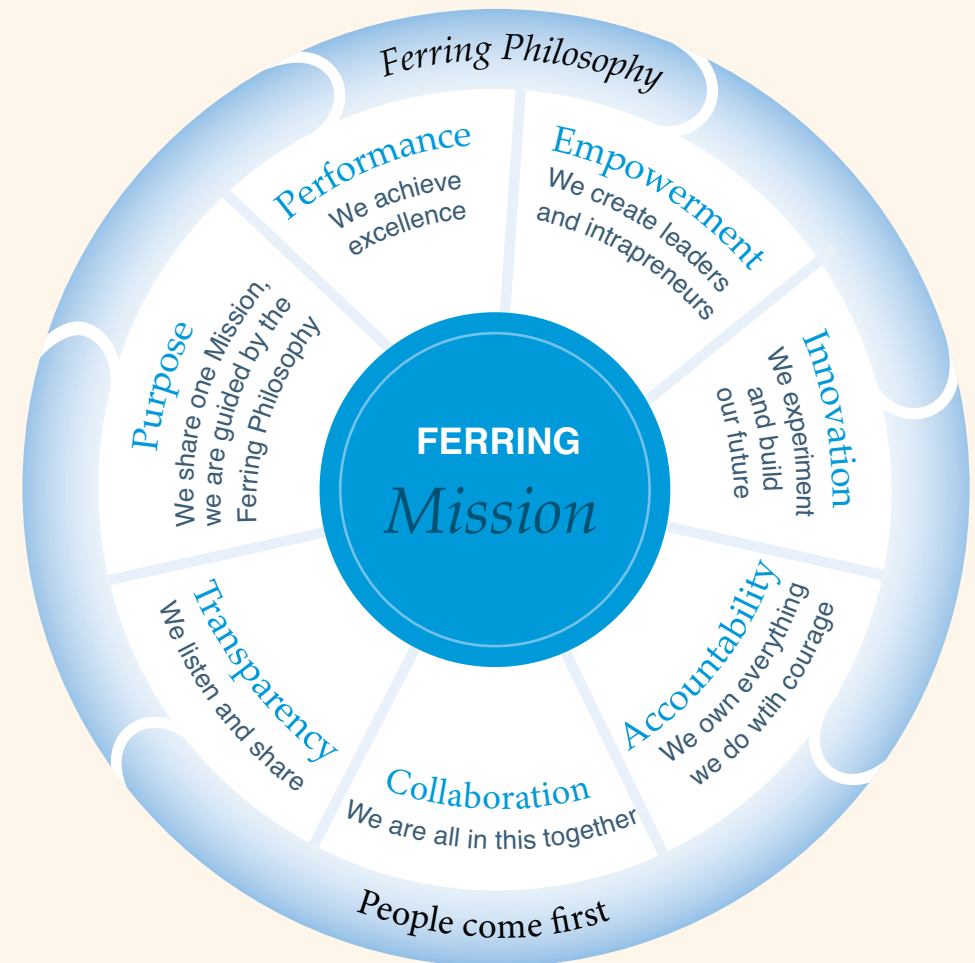 Ferring Philosophy
Performance
We achieve
excellence
Empowerment
We create leaders
and intrapreneurs
Innovation
We experiment
and build
our future
Accountability
We own everything
we do wtih courage
Collaboration
We are all in this together
Transparency
We listen and share
Purpose
We share one Mission,
we are guided by the
Ferring Philosophy
FERRING
Mission
People come first